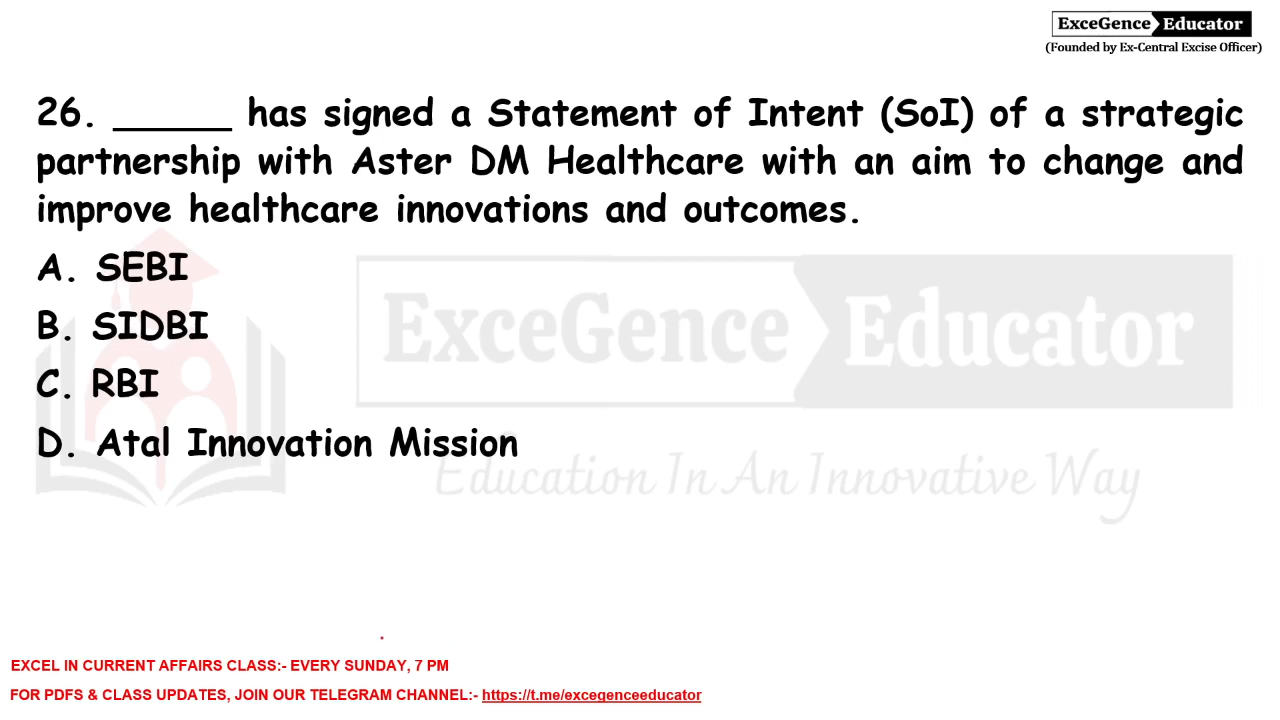 ExceGence Educator
(Founded by Ex-Central Excise Officer)
26. ______ has signed a Statement of Intent (SoI) of a strategic
partnership with Aster DM Healthcare with an aim to change and
improve healthcare innovations and outcomes.
A. SEBI
B. SIDBI
C. RBI
D. Atal Innovation Mission
ExceGence Educator
Education In An Innovative Way
EXCEL IN CURRENT AFFAIRS CLASS:- EVERY SUNDAY, 7 PM
FOR PDFS & CLASS UPDATES, JOIN OUR TELEGRAM CHANNEL:- https://t.me/excegenceeducator